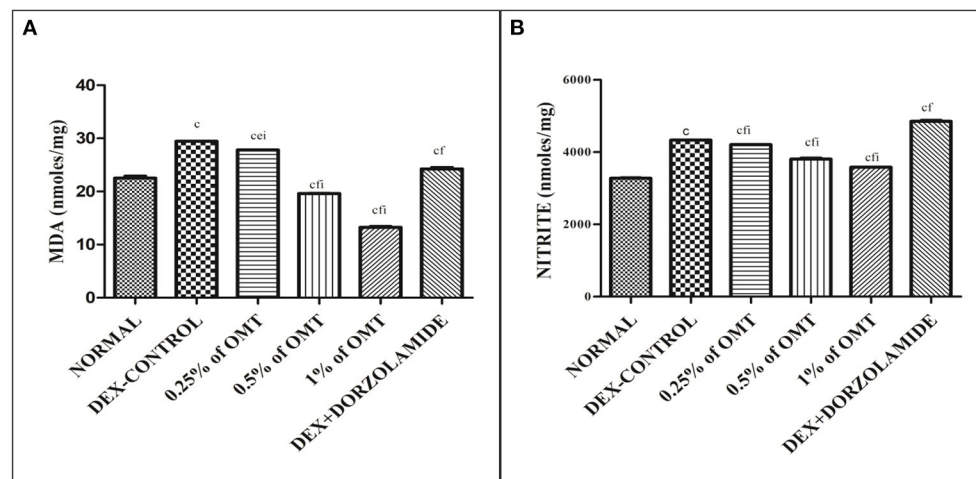 A
MDA (nmoles/mg)
40
30
20
10
0
c
cei
cfi
cfi
cf
NORMAL
DEX-CONTROL
0.25% of OMT
0.5% of OMT
1% of OMT
DEX+DORZOLAMIDE
B
NITRITE (nmoles/mg)
6000
4000
2000
0
c
cfi
cfi
cfi
cf
NORMAL
DEX-CONTROL
0.25% of OMT
0.5% of OMT
1% of OMT
DEX+DORZOLAMIDE